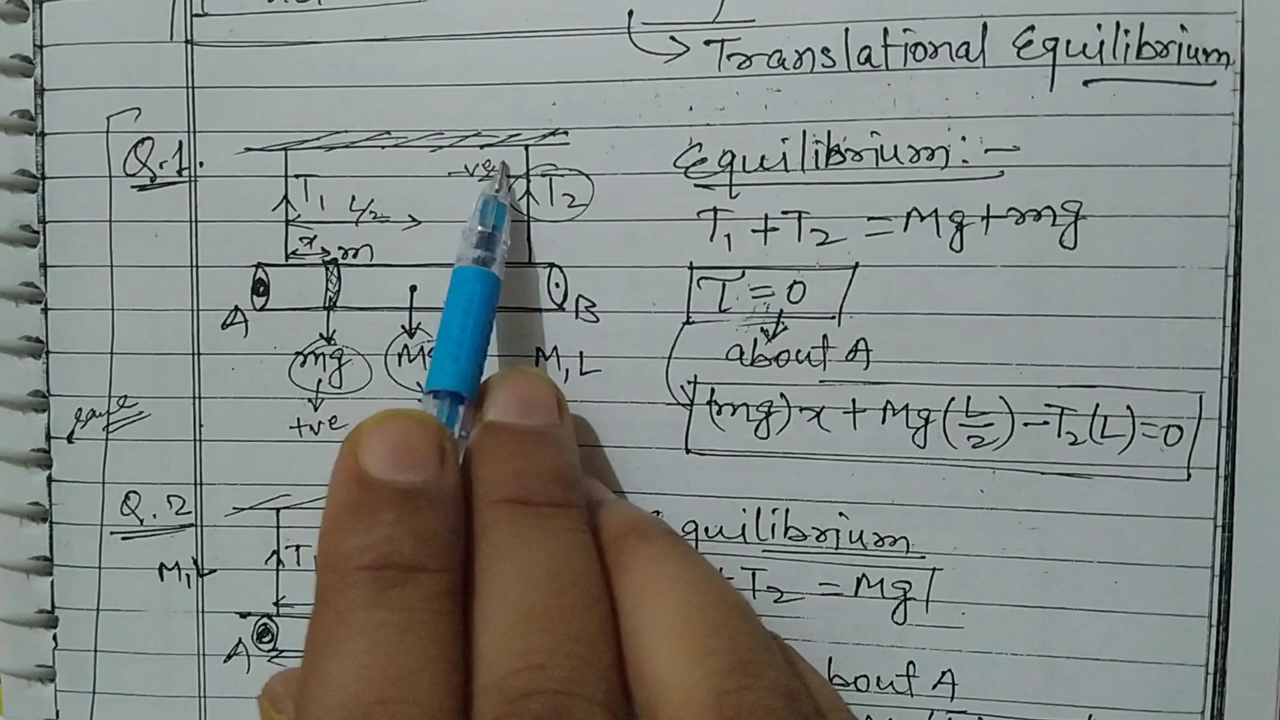 Translational Equilibrium
Q.1.
-ve
T₁
T₂
L/2
x
m
A
B
mg
M, L
+ve
Equilibrium:-
T₁ + T₂ = Mg + mg
τ = 0
about A
(mg)x + Mg(L/2) - T₂(L) = 0
Q.2
M, L
T₁
A
quilibrium
T₂ = Mg
bout A